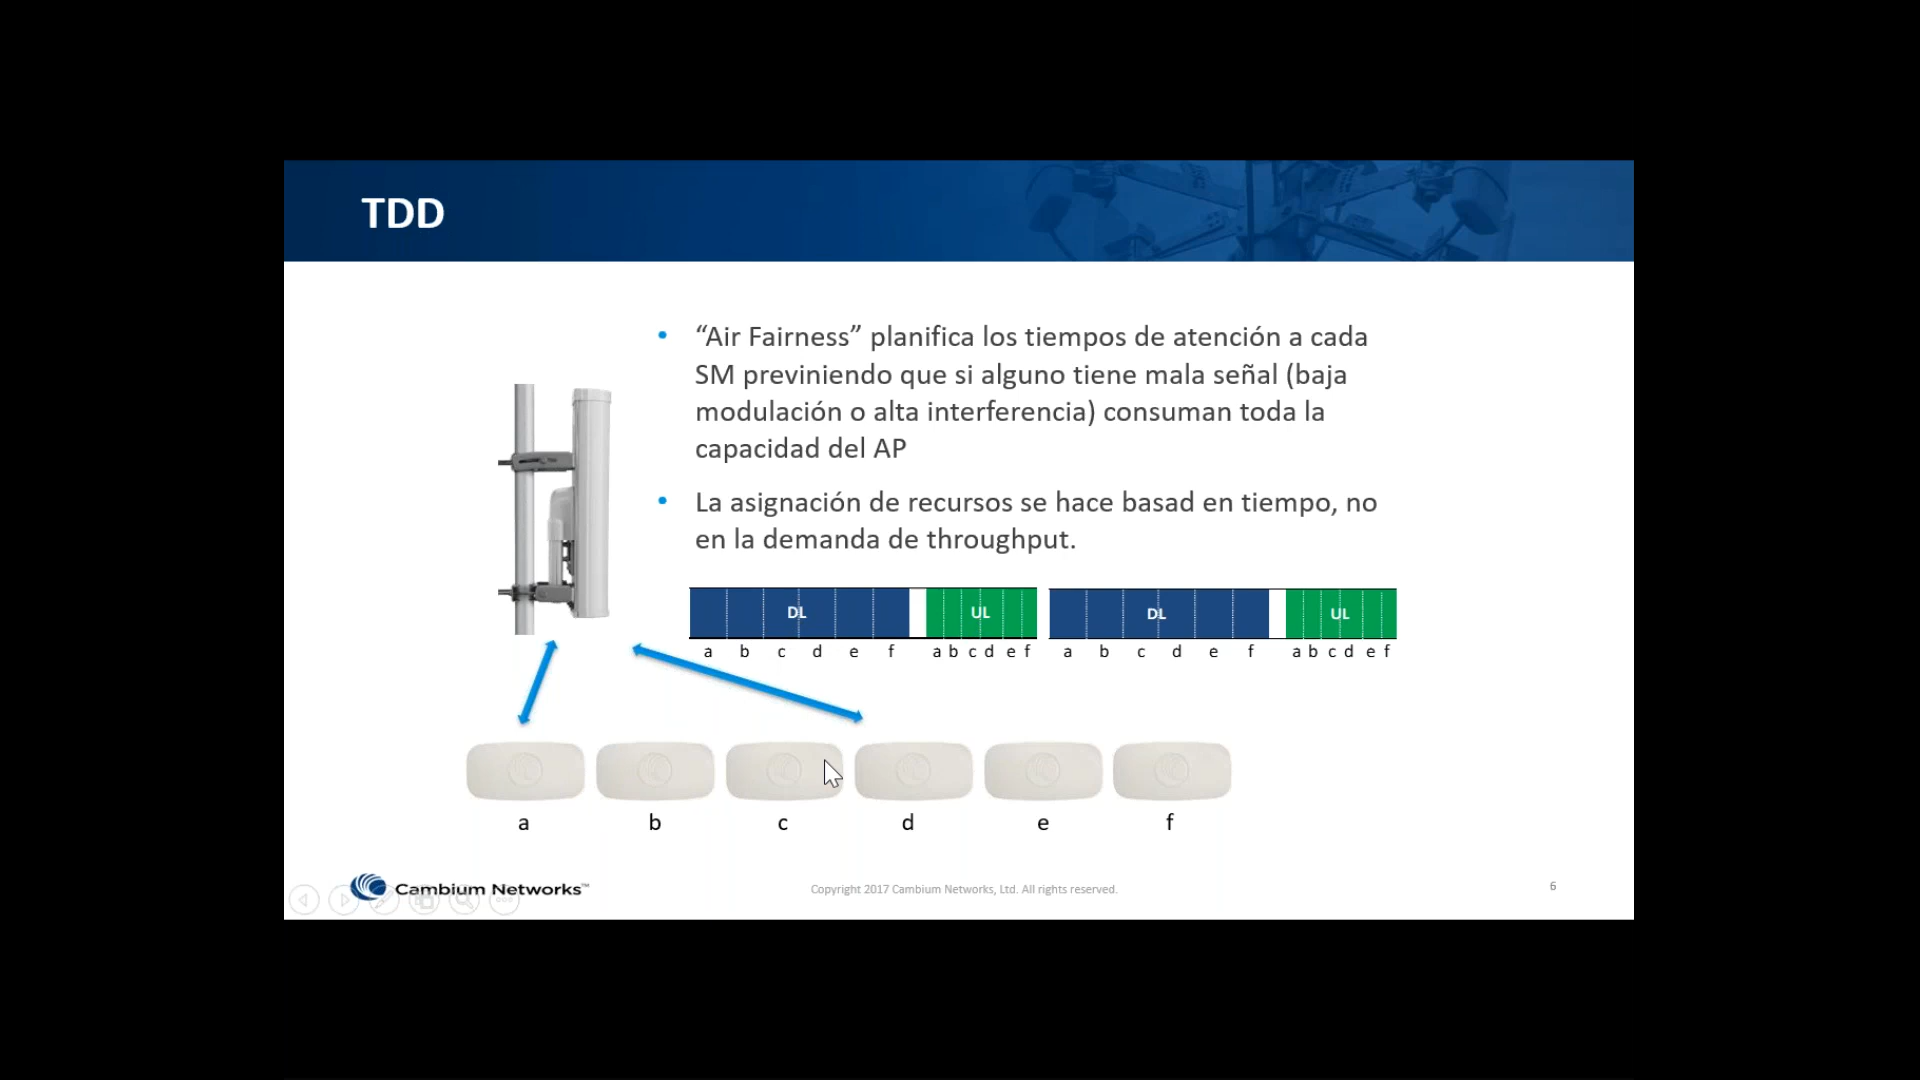 TDD
• “Air Fairness” planifica los tiempos de atención a cada
SM previniendo que si alguno tiene mala señal (baja
modulación o alta interferencia) consuman toda la
capacidad del AP
• La asignación de recursos se hace basad en tiempo, no
en la demanda de throughput.
DL UL DL UL
a b c d e f a b c d e f a b c d e f a b c d e f
a b c d e f
Cambium Networks™
Copyright 2017 Cambium Networks, Ltd. All rights reserved.
6